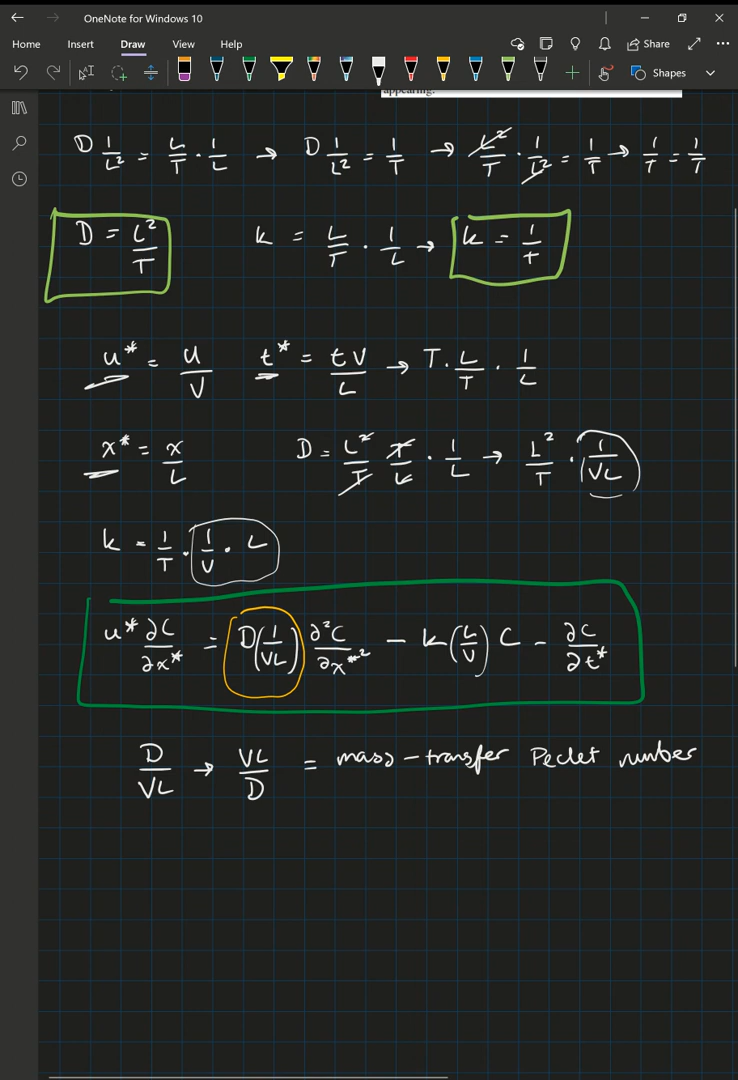 OneNote for Windows 10
Home Insert Draw View Help Share
Shapes
appearing.
D 1/L² = L/T · 1/L → D 1/L² = 1/T → L²/T · 1/L² = 1/T → 1/T = 1/T
D = L²/T k = L/T · 1/L → k = 1/T
u* = u/V t* = tV/L → T · L/T · 1/L
x* = x/L D = L²/T T/L · 1/L → L²/T · 1/VL
k = 1/T · 1/V · L
u* ∂C/∂x* = D(1/VL) ∂²C/∂x*² − k(L/V) C − ∂C/∂t*
D/VL → VL/D = mass-transfer Peclet number